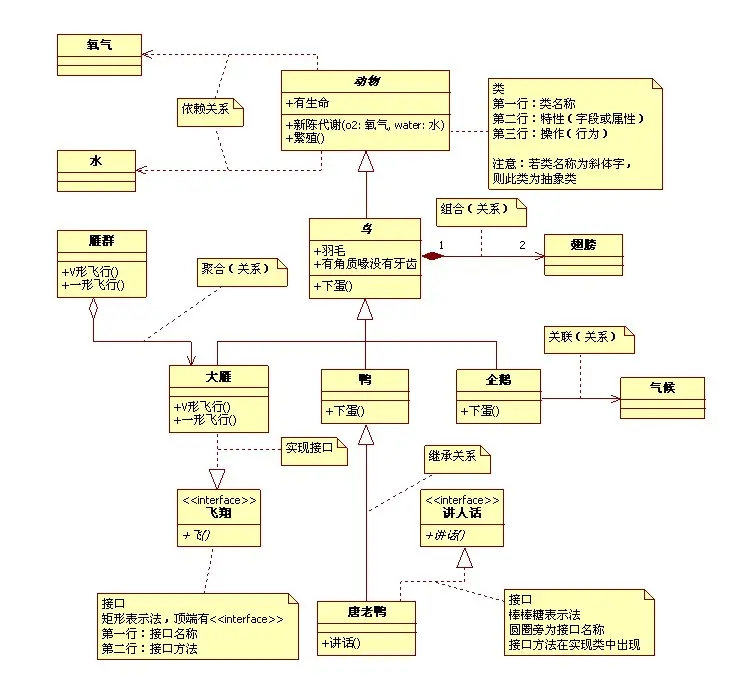 氧气
动物
+有生命
+新陈代谢(o2: 氧气, water: 水)
+繁殖()
依赖关系
类
第一行：类名称
第二行：特性（字段或属性）
第三行：操作（行为）
注意：若类名称为斜体字，
则此类为抽象类
水
组合（关系）
雁群
+V形飞行()
+一形飞行()
鸟
+羽毛
+有角质喙没有牙齿
+下蛋()
1
2
翅膀
聚合（关系）
关联（关系）
大雁
+V形飞行()
+一形飞行()
鸭
+下蛋()
企鹅
+下蛋()
气候
实现接口
继承关系
<<interface>>
飞翔
+飞()
<<interface>>
讲人话
+讲话()
接口
矩形表示法，顶端有<<interface>>
第一行：接口名称
第二行：接口方法
唐老鸭
+讲话()
接口
棒棒糖表示法
圆圈旁为接口名称
接口方法在实现类中出现